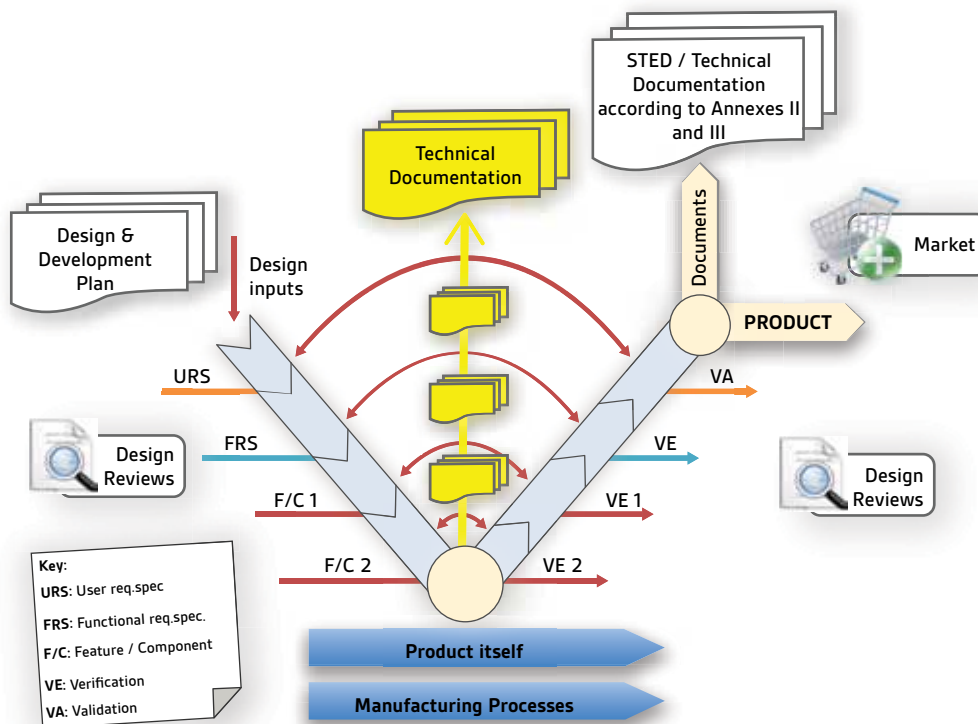 STED / Technical
Documentation
according to Annexes II
and III
Technical
Documentation
Design &
Development
Plan
Design
inputs
Documents
Market
PRODUCT
URS
VA
FRS
VE
Design
Reviews
Design
Reviews
F/C 1
VE 1
F/C 2
VE 2
Key:
URS: User req.spec
FRS: Functional req.spec.
F/C: Feature / Component
VE: Verification
VA: Validation
Product itself
Manufacturing Processes